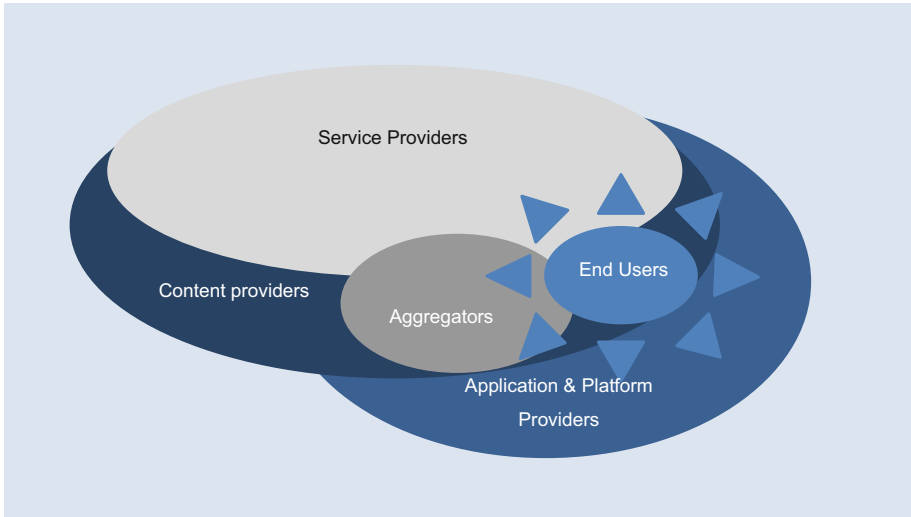 Service Providers
End Users
Content providers
Aggregators
Application & Platform
Providers